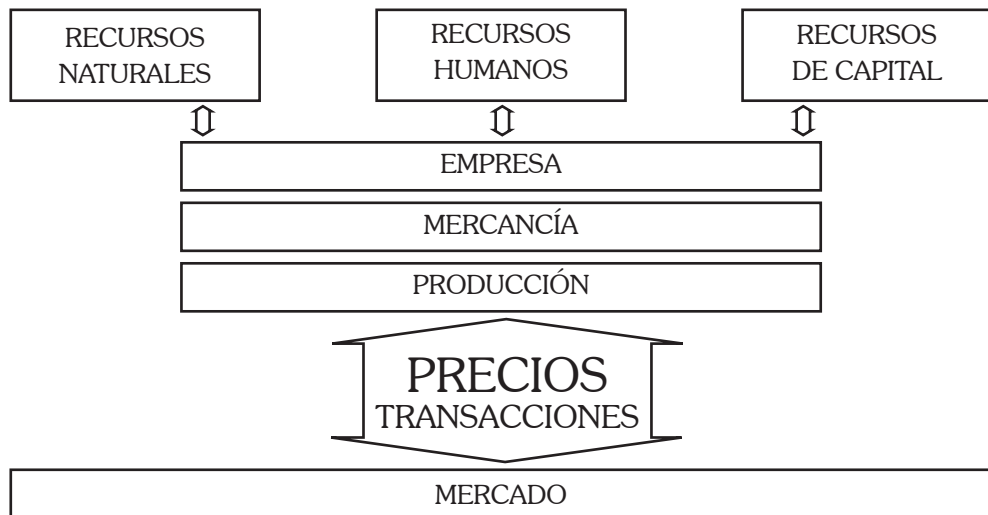 RECURSOS
NATURALES
RECURSOS
HUMANOS
RECURSOS
DE CAPITAL
EMPRESA
MERCANCÍA
PRODUCCIÓN
PRECIOS
TRANSACCIONES
MERCADO